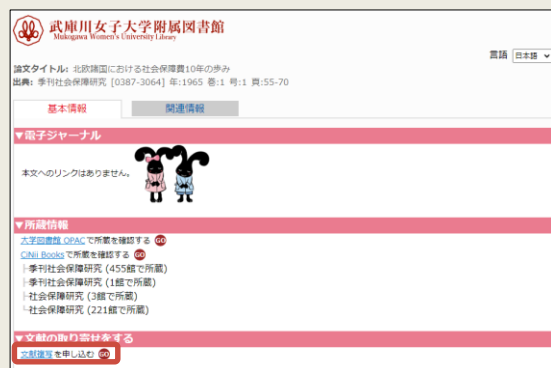 武庫川女子大学附属図書館
Mukogawa Women's University Library
言語 日本語
論文タイトル: 北欧諸国における社会保障費10年の歩み
出典: 季刊社会保障研究 [0387-3064] 年:1965 巻:1 号:1 頁:55-70
基本情報 関連情報
▼電子ジャーナル
本文へのリンクはありません。
▼所蔵情報
大学図書館 OPACで所蔵を確認する GO
CiNii Booksで所蔵を確認する GO
├季刊社会保障研究 (455館で所蔵)
├季刊社会保障研究 (1館で所蔵)
├社会保障研究 (3館で所蔵)
└社会保障研究 (221館で所蔵)
▼文献の取り寄せをする
文献複写を申し込む GO